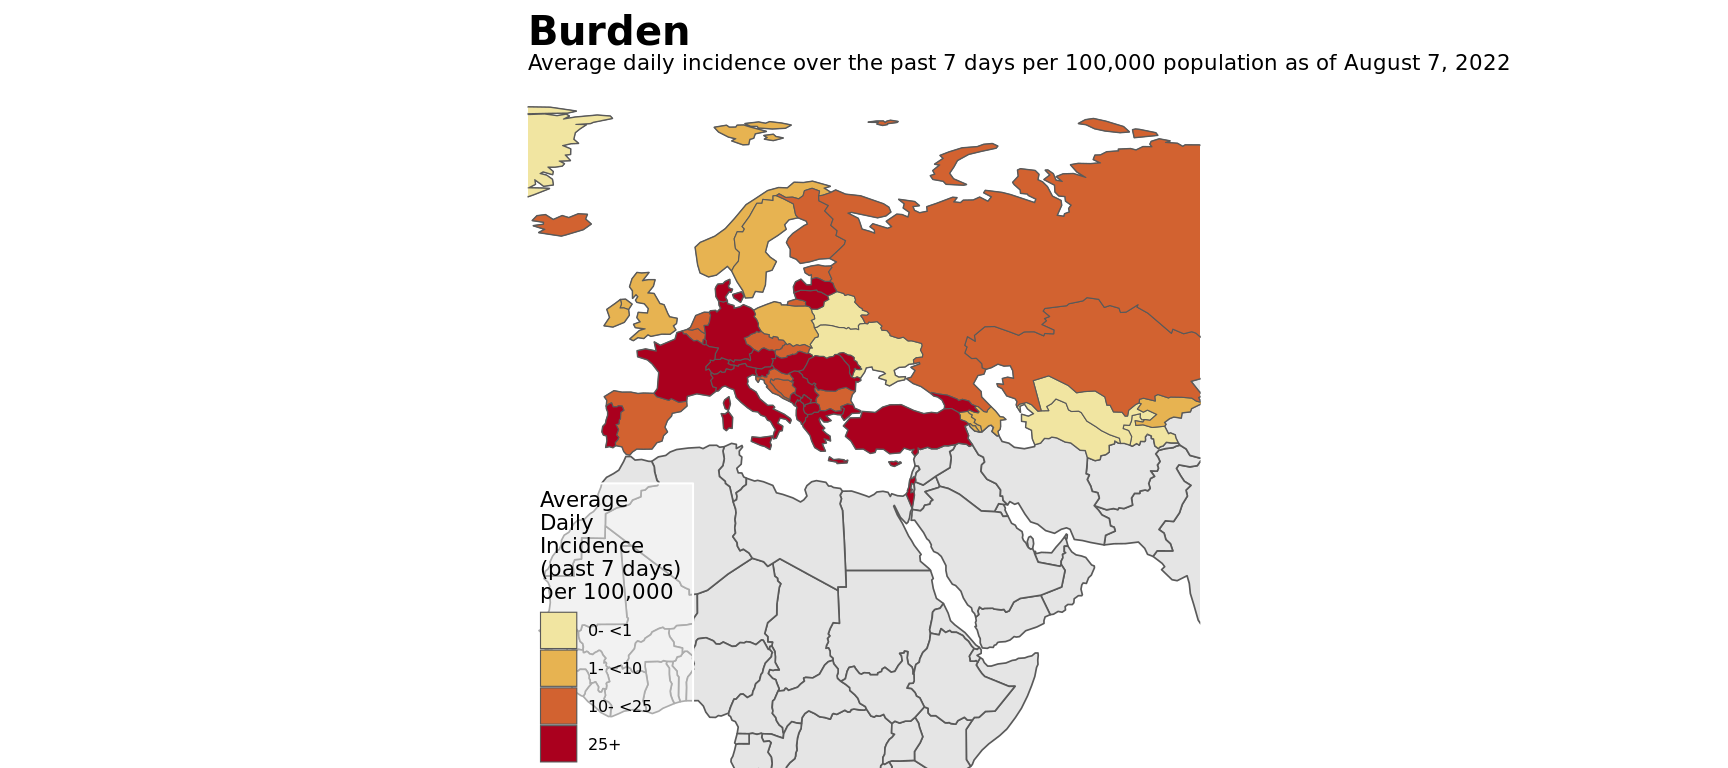 Burden
Average daily incidence over the past 7 days per 100,000 population as of August 7, 2022
Average
Daily
Incidence
(past 7 days)
per 100,000
0- <1
1- <10
10- <25
25+